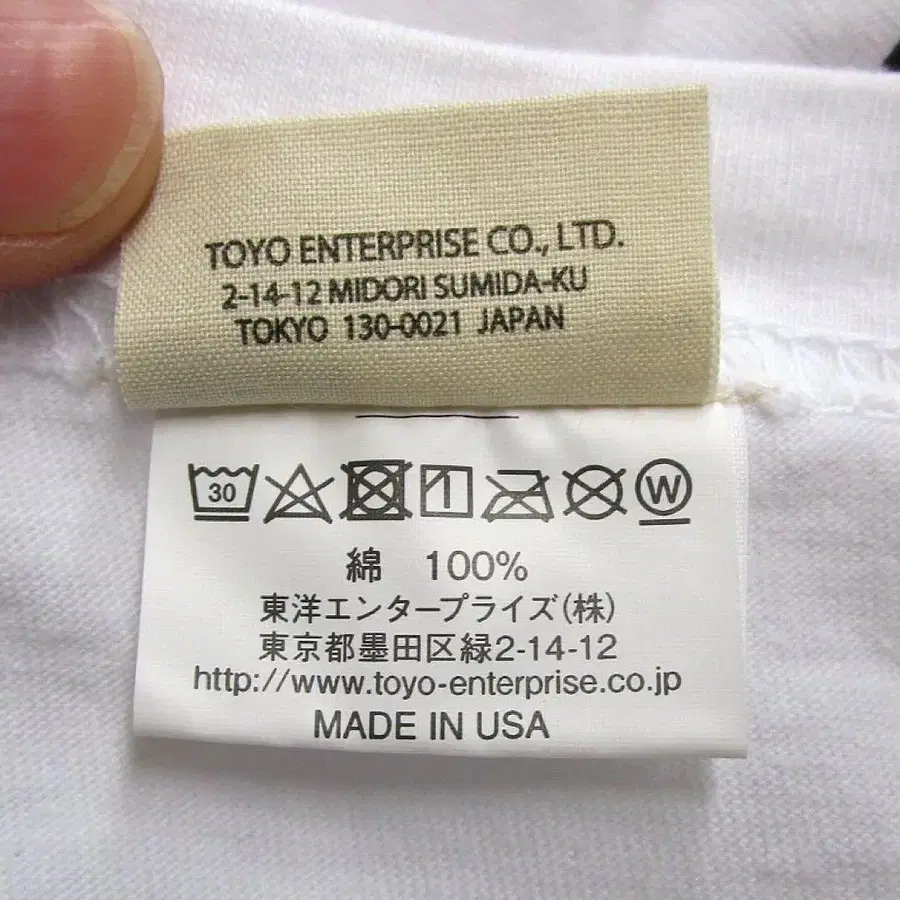 TOYO ENTERPRISE CO., LTD.
2-14-12 MIDORI SUMIDA-KU
TOKYO 130-0021 JAPAN
30 W
綿 100%
東洋エンタープライズ(株)
東京都墨田区緑2-14-12
http://www.toyo-enterprise.co.jp
MADE IN USA